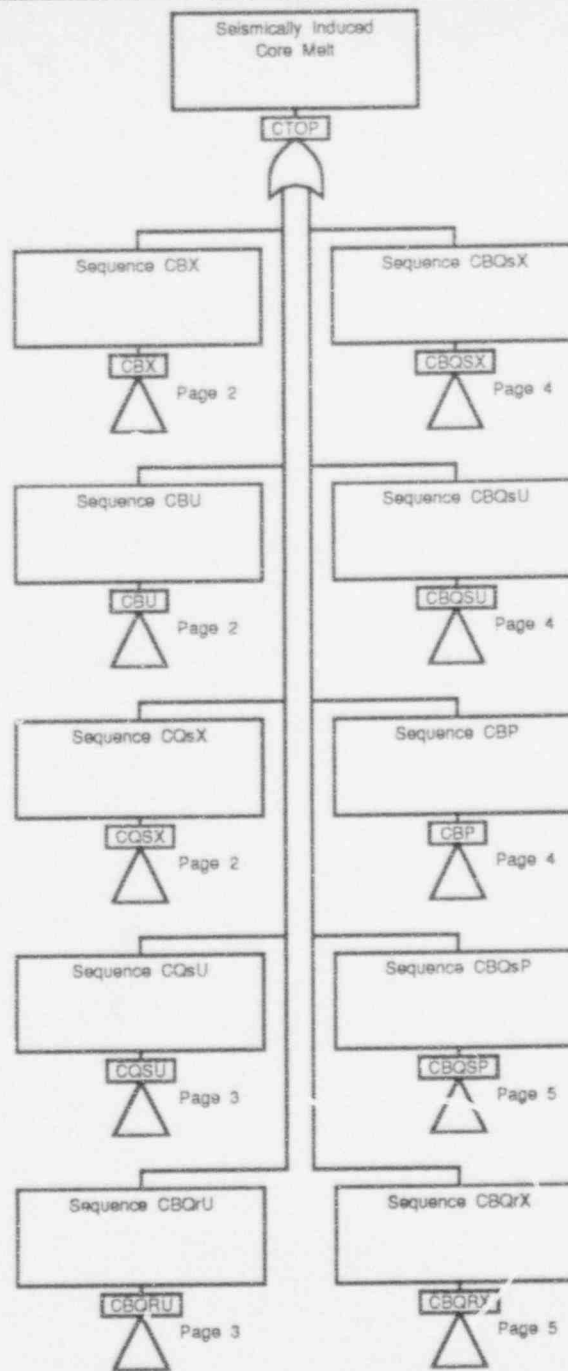 Seismically Induced
Core Melt
CTOP
Sequence CBX
CBX
Page 2
Sequence CBQsX
CBQSX
Page 4
Sequence CBU
CBU
Page 2
Sequence CBQsU
CBQSU
Page 4
Sequence CQsX
CQSX
Page 2
Sequence CBP
CBP
Page 4
Sequence CQsU
CQSU
Page 3
Sequence CBQsP
CBQSP
Page 5
Sequence CBQrU
CBQRU
Page 3
Sequence CBQrX
CBQRX
Page 5